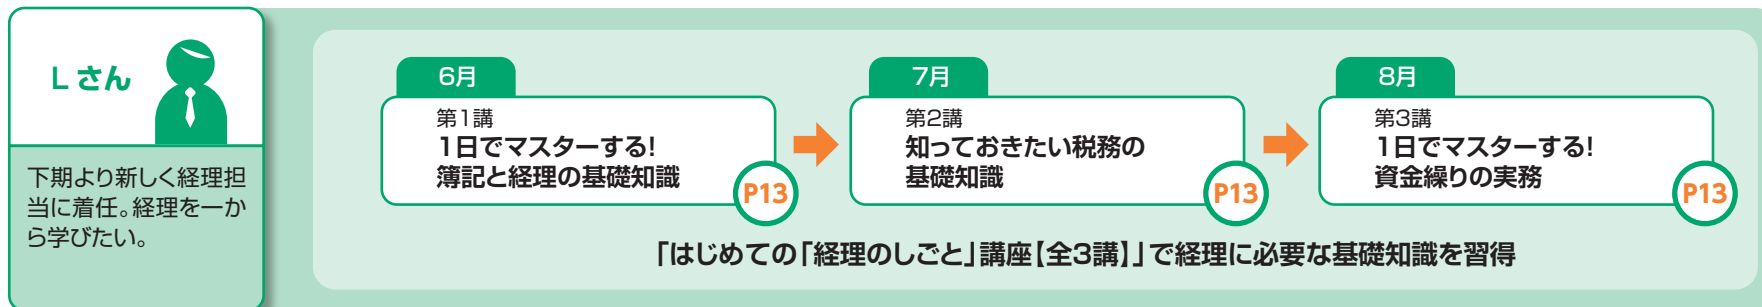 Lさん
下期より新しく経理担
当に着任。経理を一か
ら学びたい。
6月
第1講
1日でマスターする!
簿記と経理の基礎知識
P13
7月
第2講
知っておきたい税務の
基礎知識
P13
8月
第3講
1日でマスターする!
資金繰りの実務
P13
「はじめての「経理のしごと」講座【全3講】」で経理に必要な基礎知識を習得